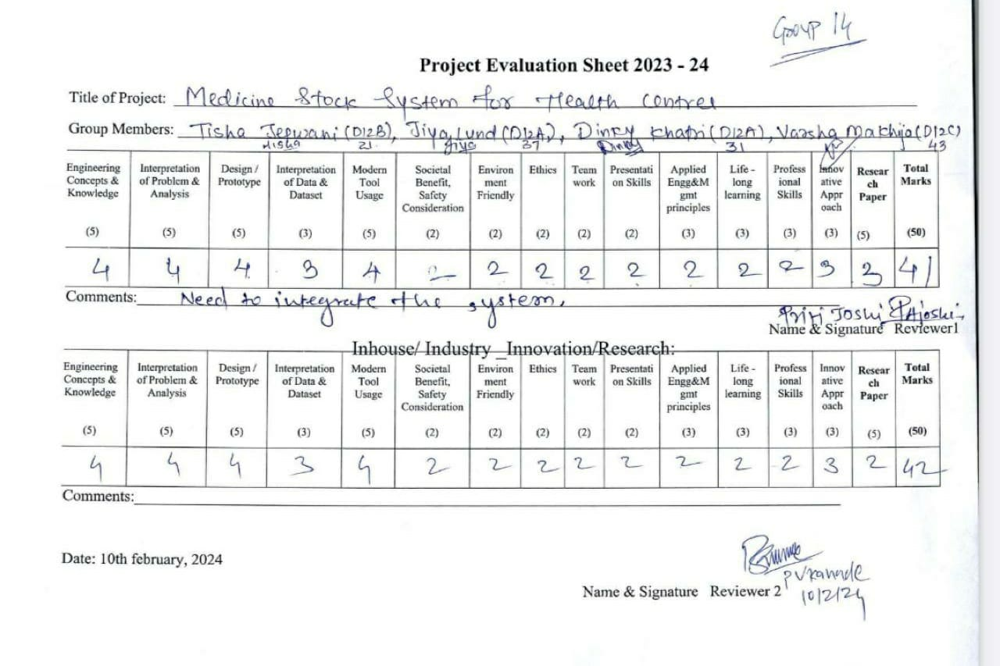 Group 14
Project Evaluation Sheet 2023 - 24
Title of Project: Medicine Stock System for Health Centres
Group Members: Tisha Jeewani (D12B), Jiya Lund (D12A), Dinky Khatri (D12A), Varsha Makhija (D12C)
Tisha 21 Jiya 37 Dinky 31 43
Engineering Concepts & Knowledge (5) Interpretation of Problem & Analysis (5) Design / Prototype (5) Interpretation of Data & Dataset (3) Modern Tool Usage (5) Societal Benefit, Safety Consideration (2) Environ ment Friendly (2) Ethics (2) Team work (2) Presentati on Skills (2) Applied Engg&M gmt principles (3) Life - long learning (3) Profess ional Skills (3) Innov ative Appr oach (3) Resear ch Paper (5) Total Marks (50)
4 4 4 3 4 2 2 2 2 2 2 2 2 3 3 41
Comments: Need to integrate the system.
Priti Joshi PAJoshi
Name & Signature Reviewer1
Inhouse/ Industry _Innovation/Research:
Engineering Concepts & Knowledge (5) Interpretation of Problem & Analysis (5) Design / Prototype (5) Interpretation of Data & Dataset (3) Modern Tool Usage (5) Societal Benefit, Safety Consideration (2) Environ ment Friendly (2) Ethics (2) Team work (2) Presentati on Skills (2) Applied Engg&M gmt principles (3) Life - long learning (3) Profess ional Skills (3) Innov ative Appr oach (3) Resear ch Paper (5) Total Marks (50)
4 4 4 3 4 2 2 2 2 2 2 2 2 3 2 42
Comments:
Date: 10th february, 2024
PVKanade
Name & Signature Reviewer 2
10/2/24